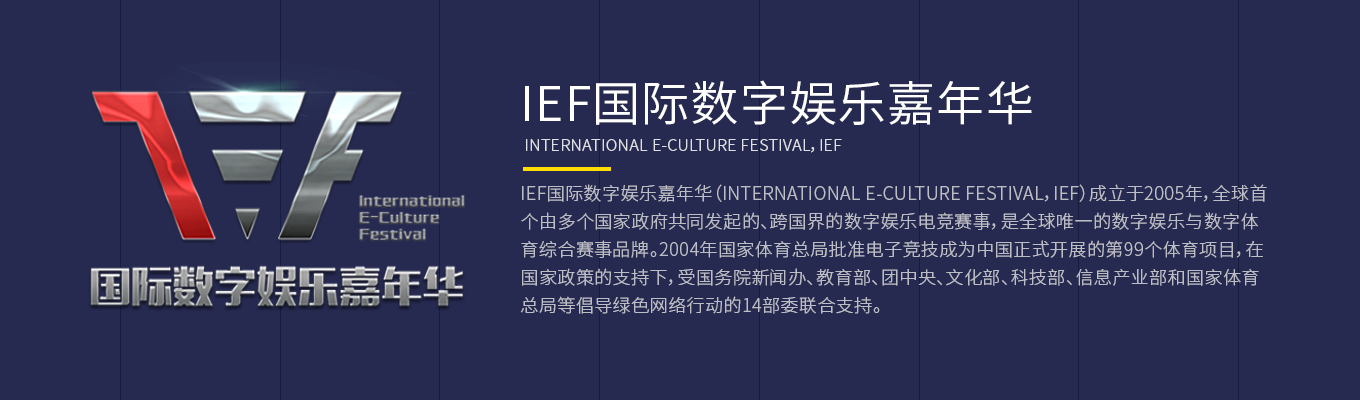 IEF
International
E-Culture
Festival
国际数字娱乐嘉年华
IEF国际数字娱乐嘉年华
INTERNATIONAL E-CULTURE FESTIVAL, IEF
IEF国际数字娱乐嘉年华（INTERNATIONAL E-CULTURE FESTIVAL，IEF）成立于2005年，全球首
个由多个国家政府共同发起的、跨国界的数字娱乐电竞赛事，是全球唯一的数字娱乐与数字体
育综合赛事品牌。2004年国家体育总局批准电子竞技成为中国正式开展的第99个体育项目，在
国家政策的支持下，受国务院新闻办、教育部、团中央、文化部、科技部、信息产业部和国家体育
总局等倡导绿色网络行动的14部委联合支持。